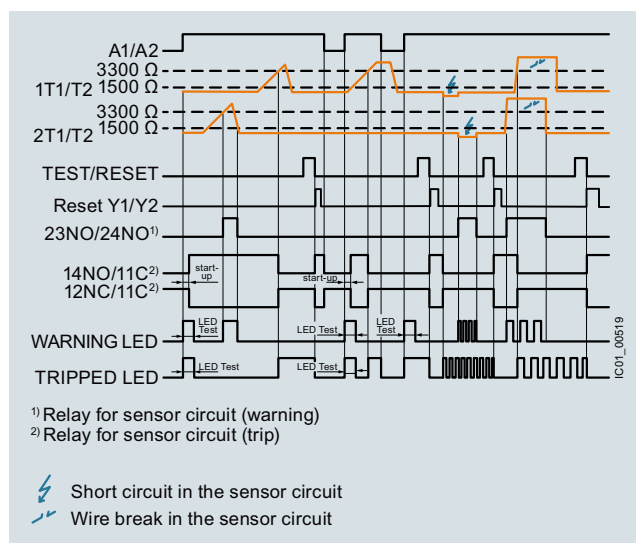 A1/A2
3300 Ω
1T1/T2 1500 Ω
3300 Ω
1500 Ω
2T1/T2
TEST/RESET
Reset Y1/Y2
23NO/24NO1)
14NO/11C2) start-up start-up
12NC/11C2)
LED Test LED Test LED Test
WARNING LED
LED Test LED Test
TRIPPED LED
IC01_00519
1) Relay for sensor circuit (warning)
2) Relay for sensor circuit (trip)
Short circuit in the sensor circuit
Wire break in the sensor circuit